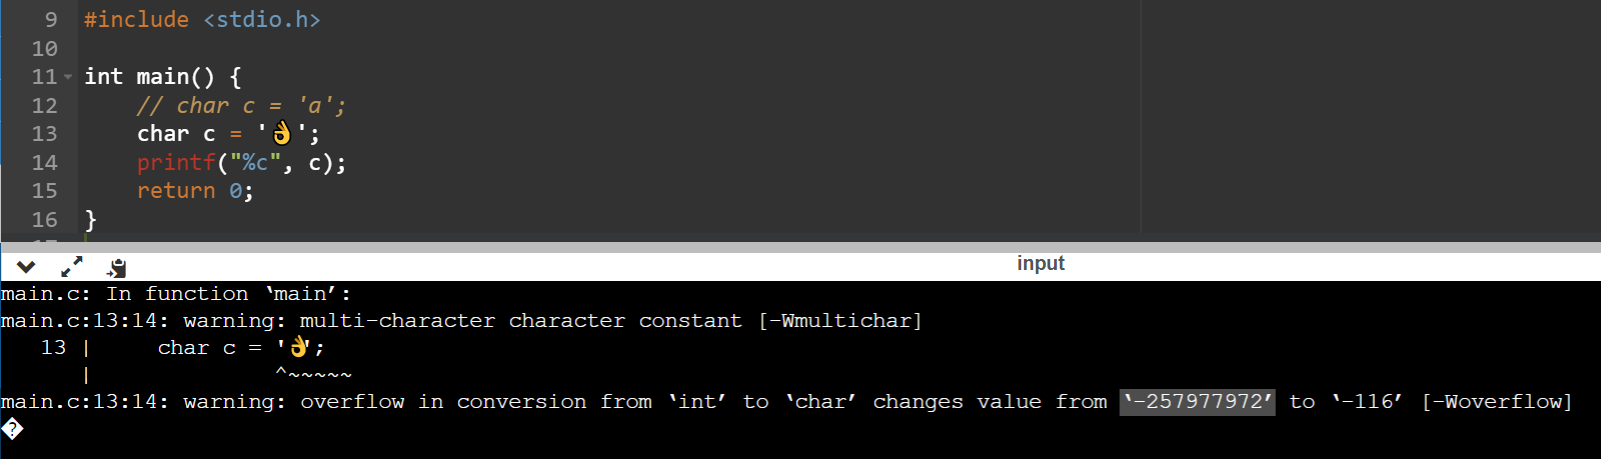 9 #include <stdio.h>
10
11 int main() {
12 // char c = 'a';
13 char c = '👌';
14 printf("%c", c);
15 return 0;
16 }
input
main.c: In function ‘main’:
main.c:13:14: warning: multi-character character constant [-Wmultichar]
13 | char c = '👌';
| ^~~~~~
main.c:13:14: warning: overflow in conversion from ‘int’ to ‘char’ changes value from ‘-257977972’ to ‘-116’ [-Woverflow]
�